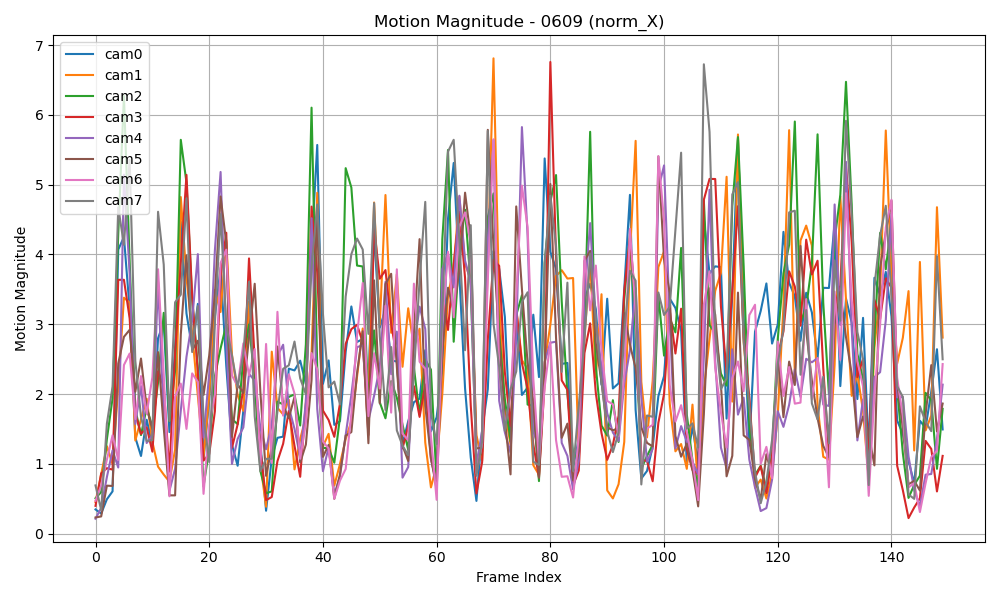 Motion Magnitude - 0609 (norm_X)
cam0
cam1
cam2
cam3
cam4
cam5
cam6
cam7
Motion Magnitude
7
6
5
4
3
2
1
0
0 20 40 60 80 100 120 140
Frame Index